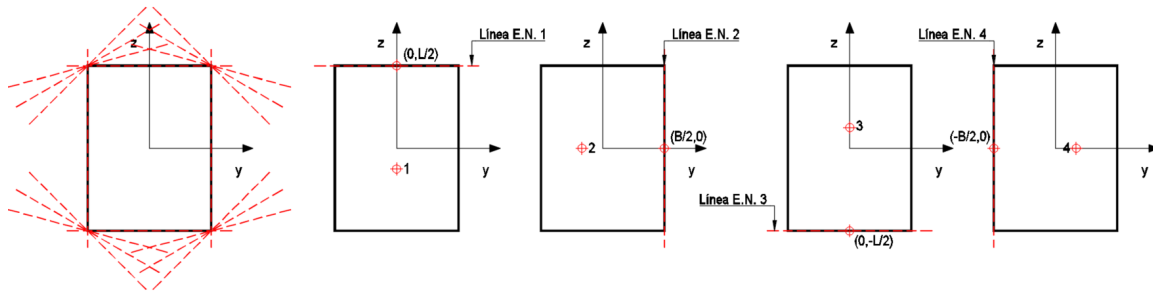 z
y
Línea E.N. 1
z
(0,L/2)
1
y
Línea E.N. 2
z
2
(B/2,0)
y
z
3
y
Línea E.N. 3
(0,-L/2)
Línea E.N. 4
z
(-B/2,0)
4
y